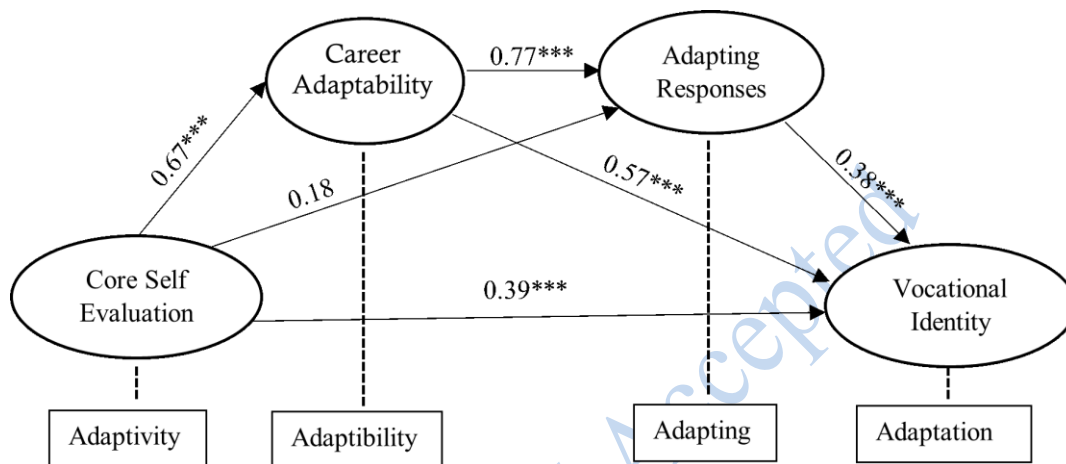 Career
Adaptability
0.77***
Adapting
Responses
0.67***
0.18
0.57***
0.38***
Core Self
Evaluation
0.39***
Vocational
Identity
Accepted
Adaptivity
Adaptibility
Adapting
Adaptation